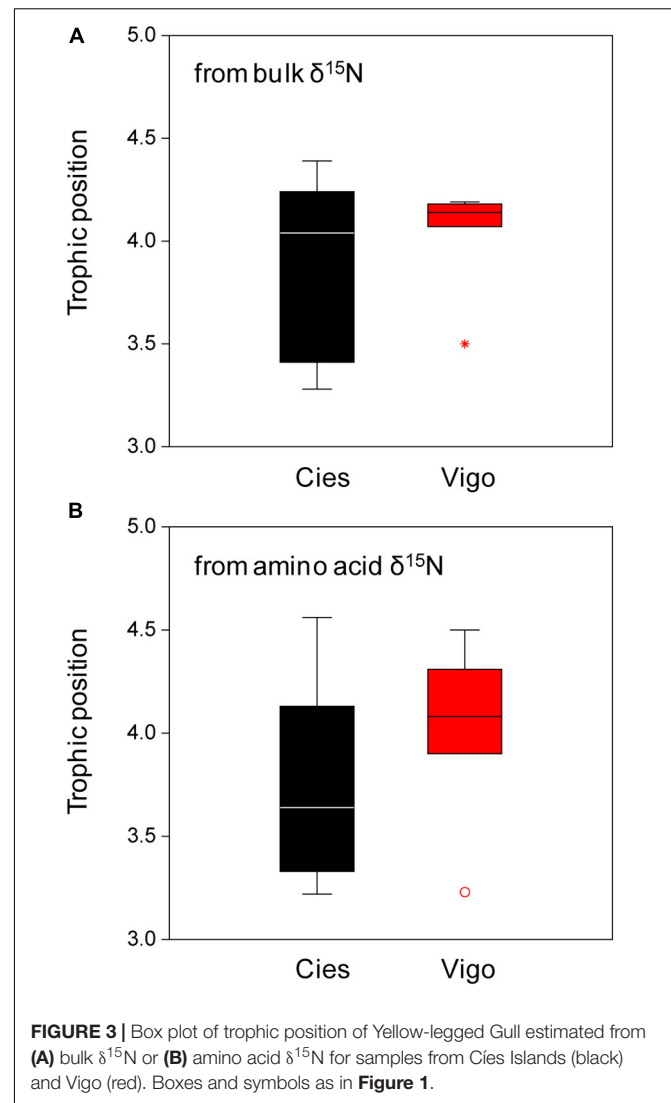 A
5.0
from bulk δ¹⁵N
4.5
Trophic position
4.0
3.5
3.0
Cies Vigo
B
5.0
from amino acid δ¹⁵N
4.5
Trophic position
4.0
3.5
3.0
Cies Vigo
FIGURE 3 | Box plot of trophic position of Yellow-legged Gull estimated from
(A) bulk δ¹⁵N or (B) amino acid δ¹⁵N for samples from Cíes Islands (black)
and Vigo (red). Boxes and symbols as in Figure 1.